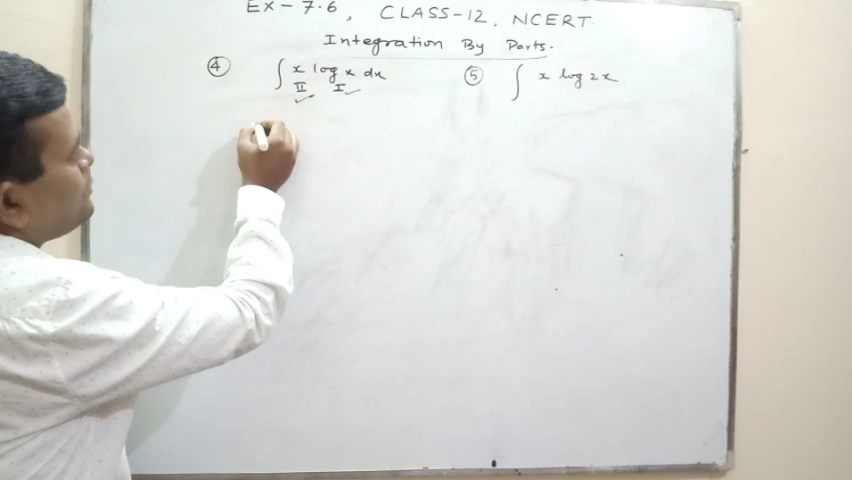 EX - 7.6, CLASS-12, NCERT.
Integration By Parts.
④ ∫ x log x dx ⑤ ∫ x log 2x
II I